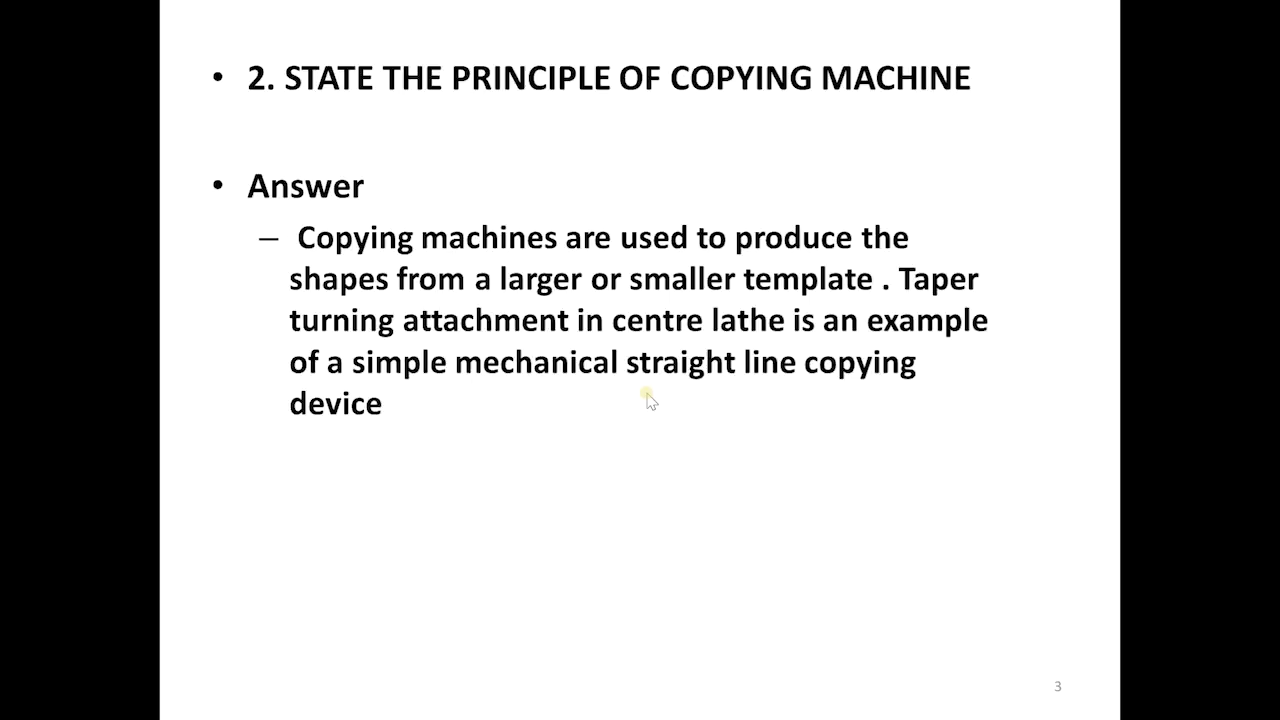 • 2. STATE THE PRINCIPLE OF COPYING MACHINE
• Answer
– Copying machines are used to produce the
shapes from a larger or smaller template . Taper
turning attachment in centre lathe is an example
of a simple mechanical straight line copying
device
3